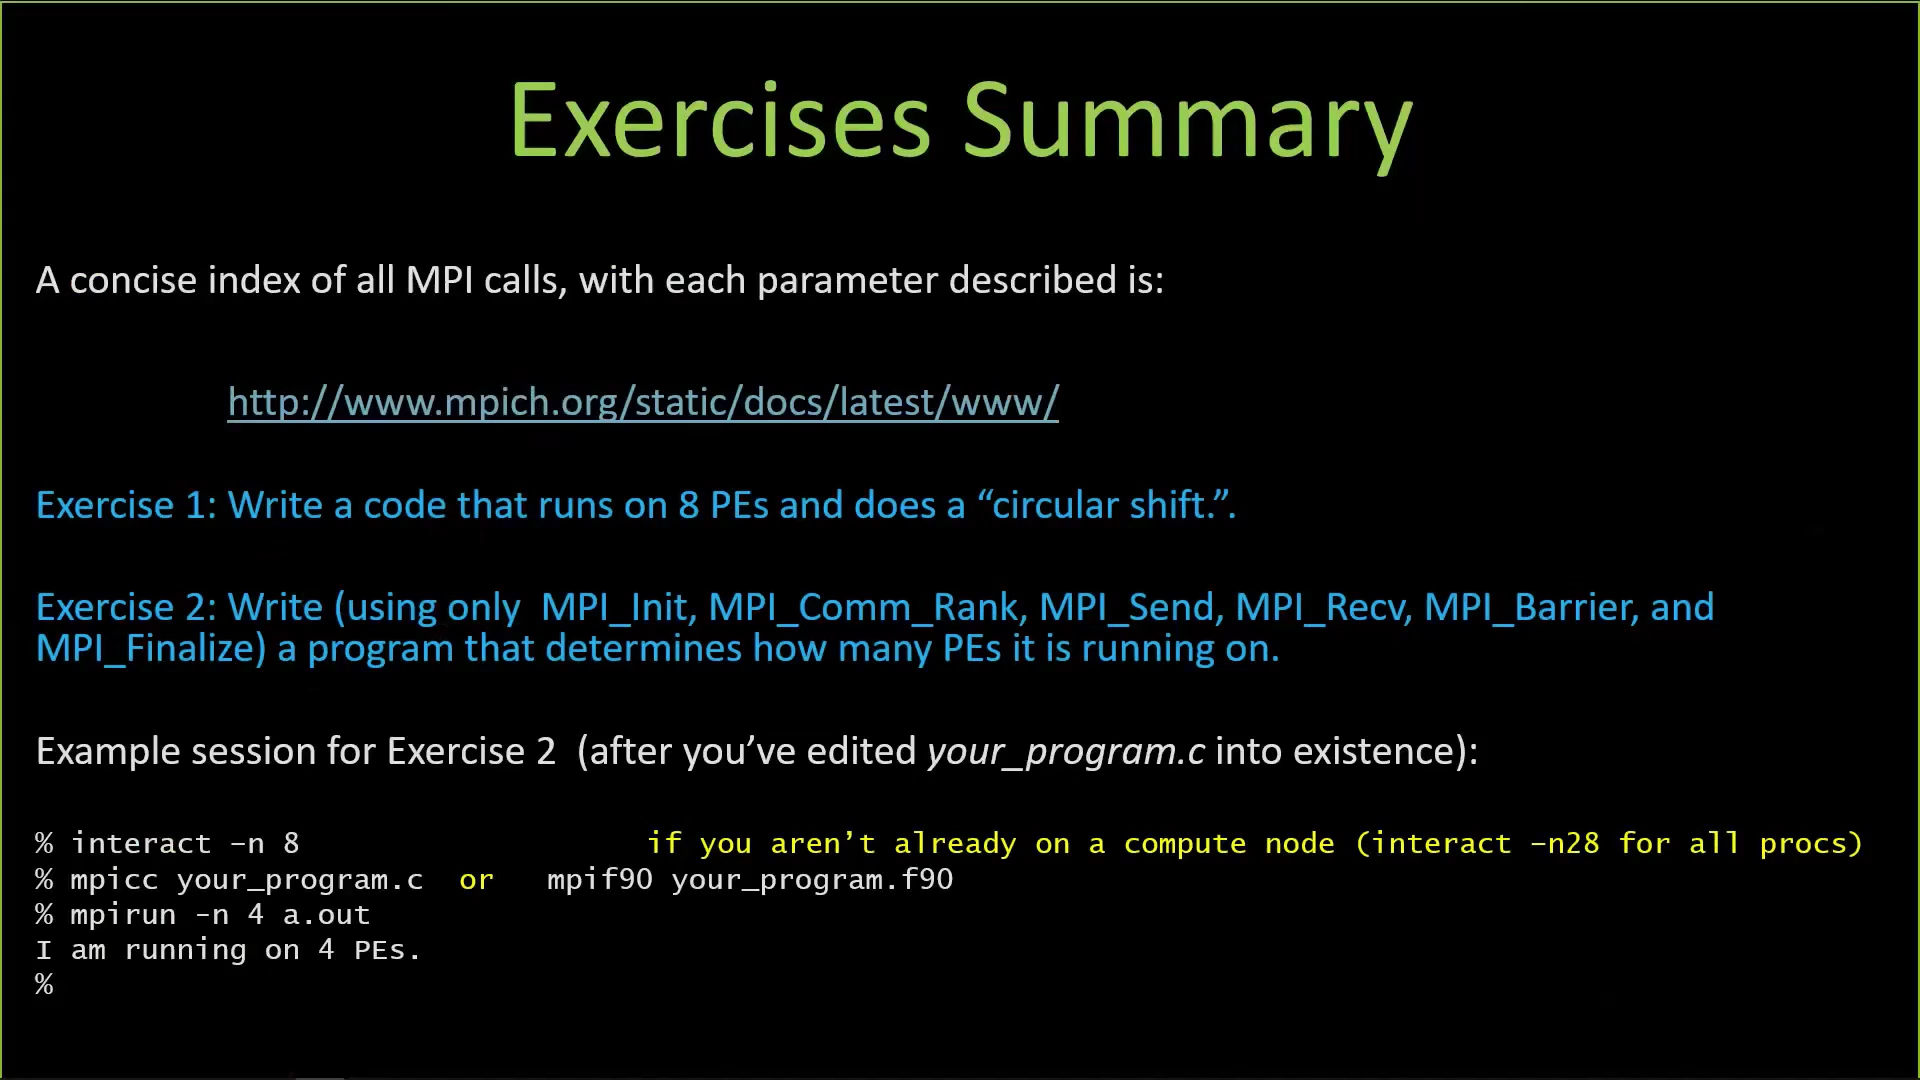 Exercises Summary
A concise index of all MPI calls, with each parameter described is:
http://www.mpich.org/static/docs/latest/www/
Exercise 1: Write a code that runs on 8 PEs and does a “circular shift.”.
Exercise 2: Write (using only  MPI_Init, MPI_Comm_Rank, MPI_Send, MPI_Recv, MPI_Barrier, and
MPI_Finalize) a program that determines how many PEs it is running on.
Example session for Exercise 2  (after you’ve edited your_program.c into existence):
% interact –n 8 if you aren’t already on a compute node (interact –n28 for all procs)
% mpicc your_program.c  or   mpif90 your_program.f90
% mpirun -n 4 a.out
I am running on 4 PEs.
%